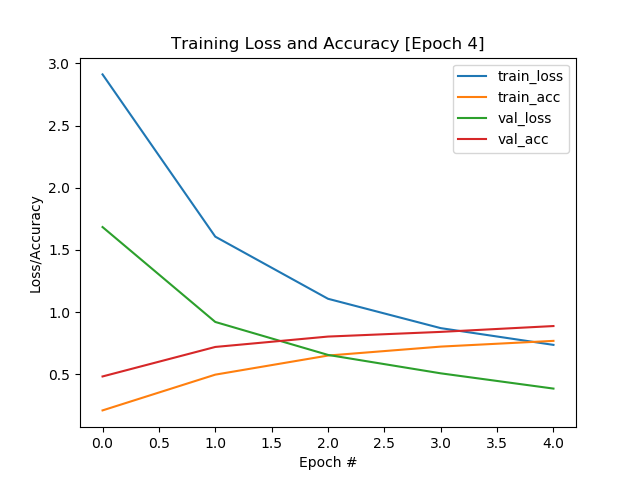 Training Loss and Accuracy [Epoch 4]
3.0
2.5
2.0
1.5
1.0
0.5
Loss/Accuracy
train_loss
train_acc
val_loss
val_acc
0.0 0.5 1.0 1.5 2.0 2.5 3.0 3.5 4.0
Epoch #